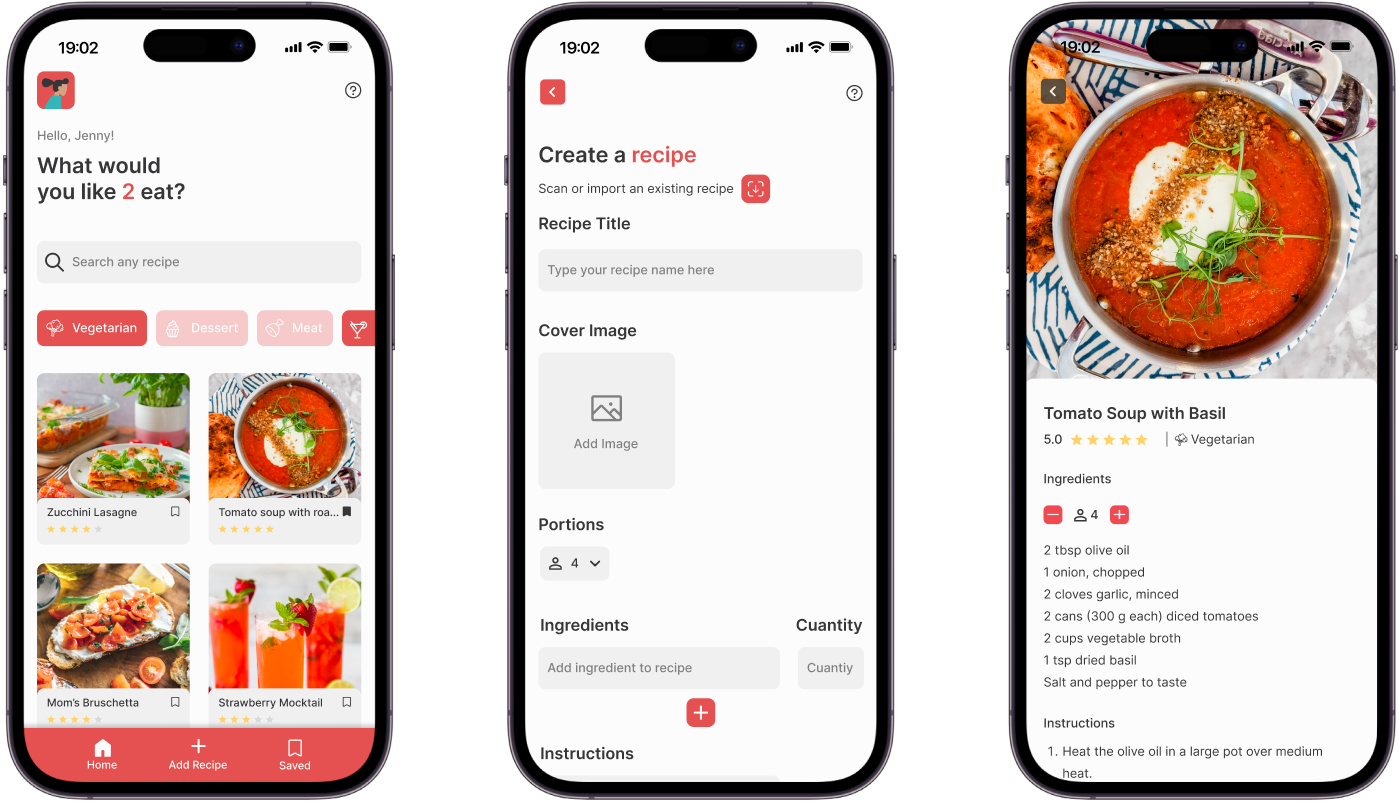 19:02
Hello, Jenny!
What would
you like 2 eat?
Search any recipe
Vegetarian
Dessert
Meat
Zucchini Lasagne
Tomato soup with roa...
Mom's Bruschetta
Strawberry Mocktail
Home
Add Recipe
Saved
19:02
Create a recipe
Scan or import an existing recipe
Recipe Title
Type your recipe name here
Cover Image
Add Image
Portions
4
Ingredients
Cuantity
Add ingredient to recipe
Cuantiy
Instructions
19:02
Tomato Soup with Basil
5.0
Vegetarian
Ingredients
4
2 tbsp olive oil
1 onion, chopped
2 cloves garlic, minced
2 cans (300 g each) diced tomatoes
2 cups vegetable broth
1 tsp dried basil
Salt and pepper to taste
Instructions
1. Heat the olive oil in a large pot over medium
heat.